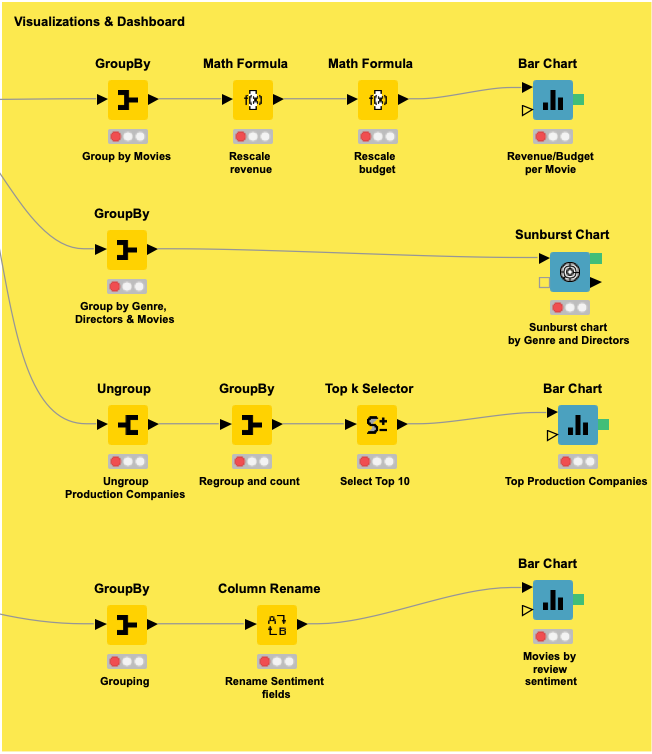 Visualizations & Dashboard
GroupBy
Math Formula
Math Formula
Bar Chart
f(x)
f(x)
Group by Movies
Rescale
revenue
Rescale
budget
Revenue/Budget
per Movie
GroupBy
Sunburst Chart
Group by Genre,
Directors & Movies
Sunburst chart
by Genre and Directors
Ungroup
GroupBy
Top k Selector
Bar Chart
Ungroup
Production Companies
Regroup and count
Select Top 10
Top Production Companies
GroupBy
Column Rename
Bar Chart
A
B
Grouping
Rename Sentiment
fields
Movies by
review
sentiment